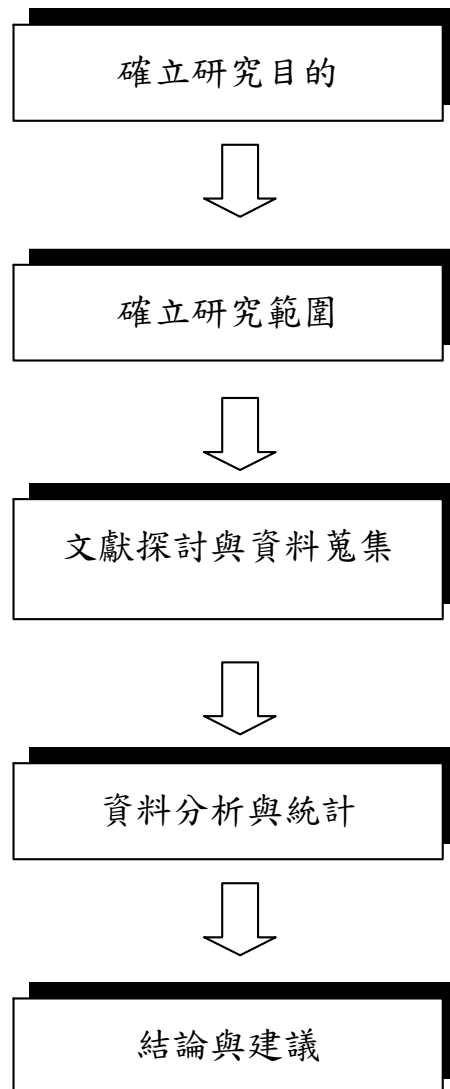 確立研究目的
確立研究範圍
文獻探討與資料蒐集
資料分析與統計
結論與建議